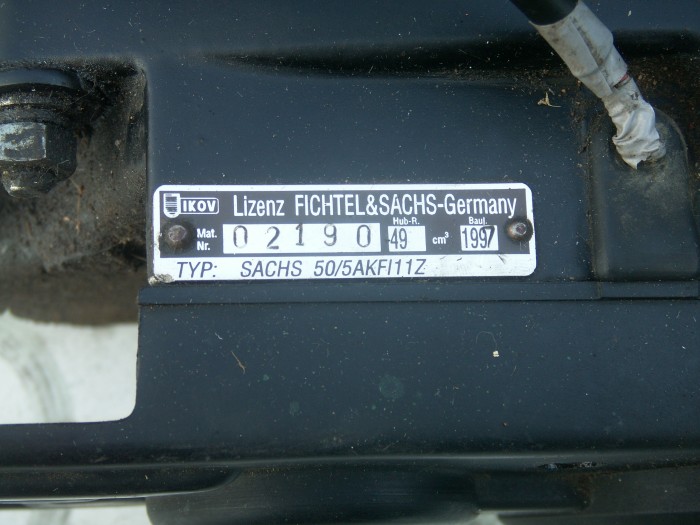 IKOV Lizenz FICHTEL&SACHS-Germany
Hub-R. Baul.
Mat. Nr. 02190 49 cm³ 1997
TYP: SACHS 50/5AKFI11Z